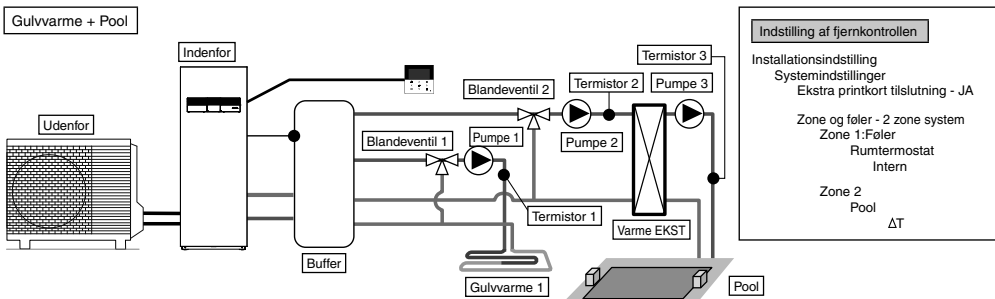 Gulvvarme + Pool
Indenfor
Udenfor
Blandeventil 1
Pumpe 1
Blandeventil 2
Termistor 2
Termistor 3
Pumpe 3
Pumpe 2
Termistor 1
Varme EKST
Buffer
Gulvvarme 1
Pool
Indstilling af fjernkontrollen
Installationsindstilling
Systemindstillinger
Ekstra printkort tilslutning - JA
Zone og føler - 2 zone system
Zone 1:Føler
Rumtermostat
Intern
Zone 2
Pool
ΔT